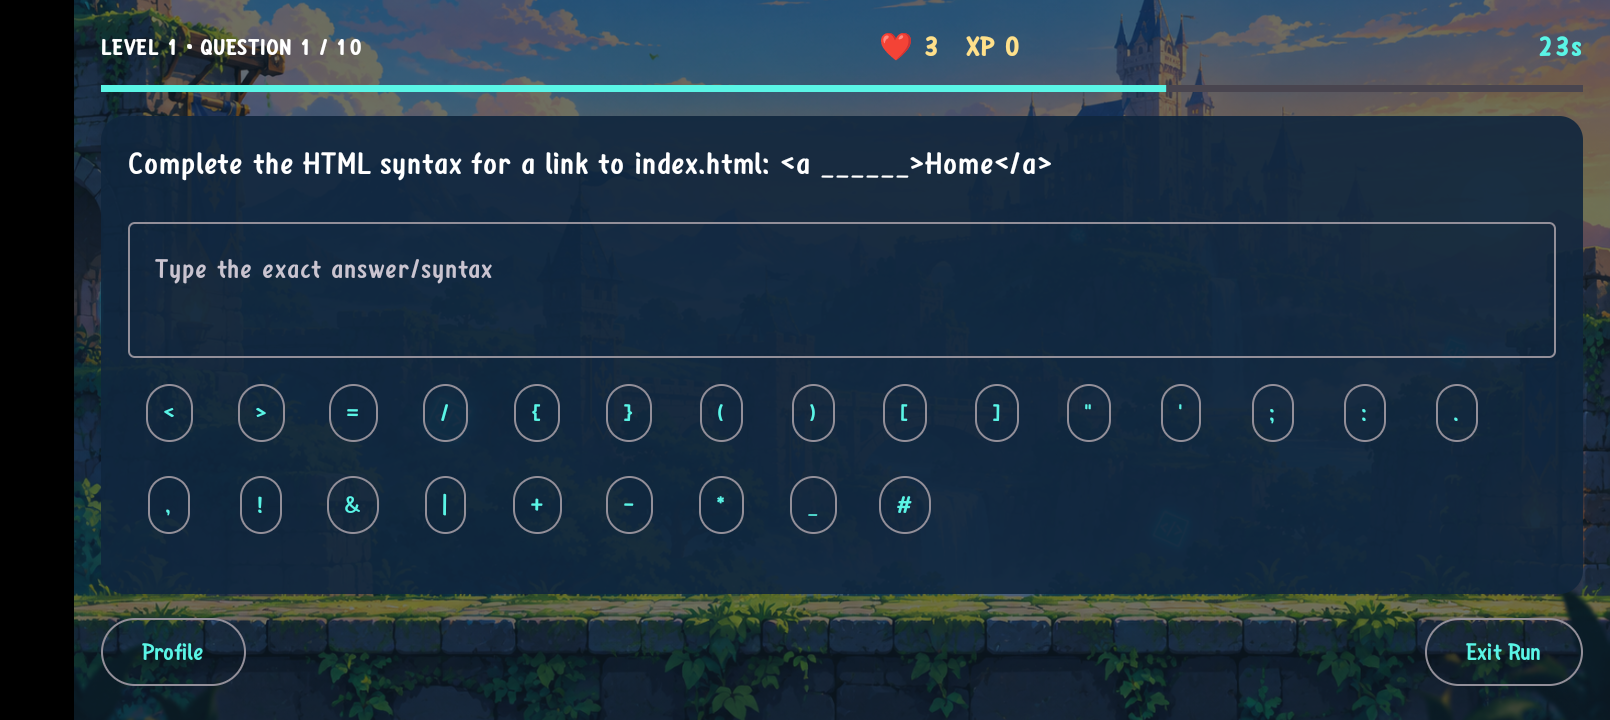 LEVEL 1 • QUESTION 1 / 10
❤️ 3 XP 0
23s
Complete the HTML syntax for a link to index.html: <a ______>Home</a>
Type the exact answer/syntax
< > = / { } ( ) [ ] " ' ; : .
, ! & | + - * _ #
Profile
Exit Run